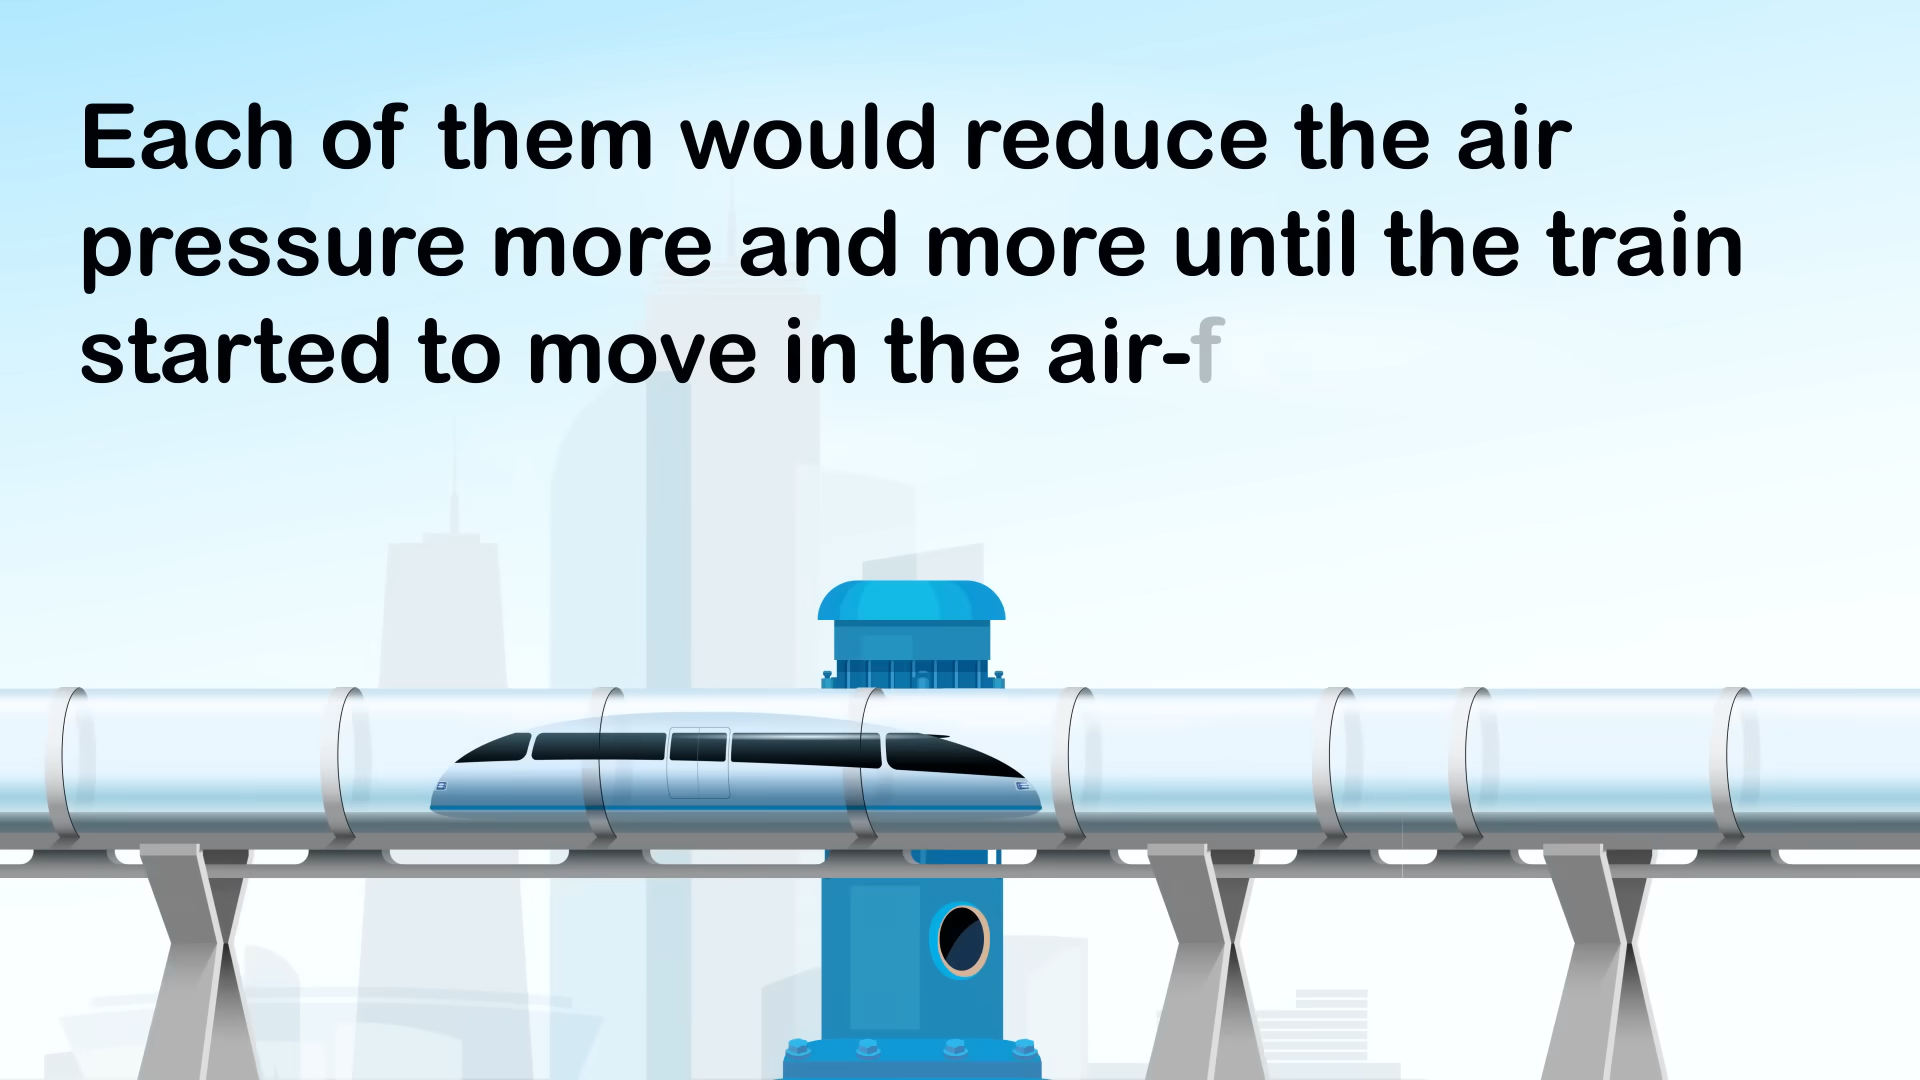 Each of them would reduce the air
pressure more and more until the train
started to move in the air-f